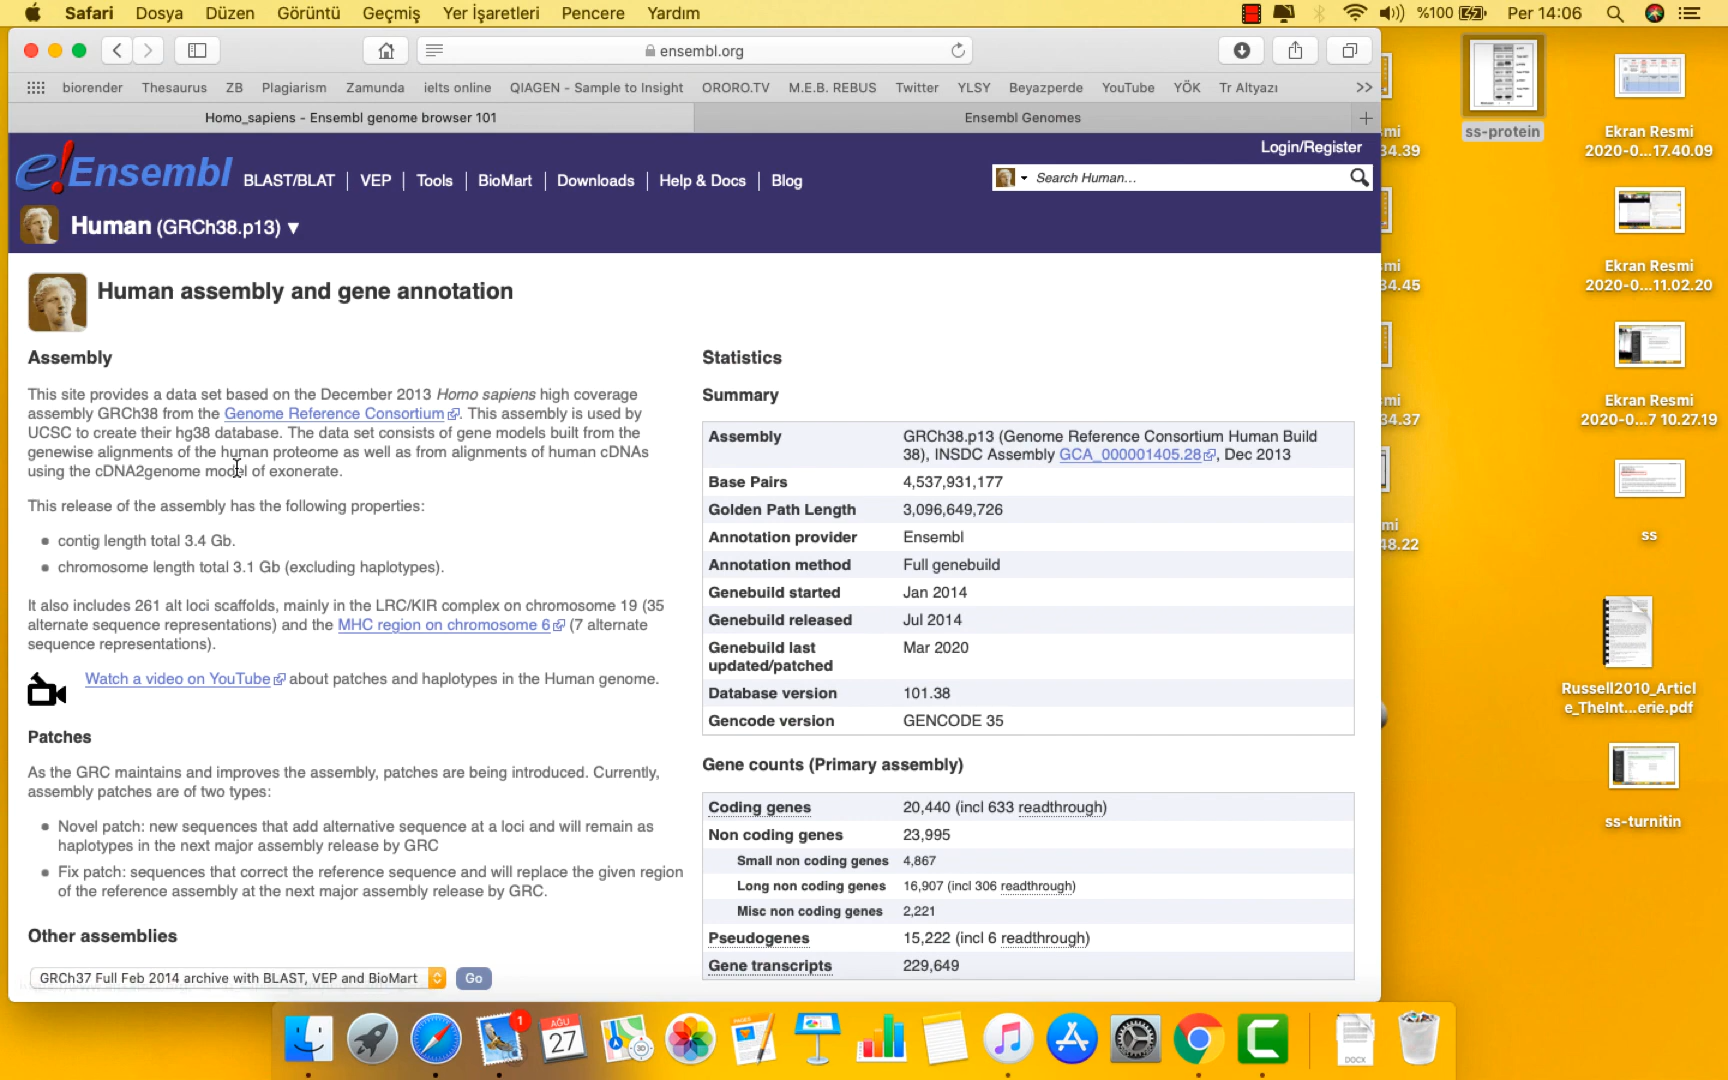 Safari Dosya Düzen Görüntü Geçmiş Yer İşaretleri Pencere Yardım %100 Per 14:06
ensembl.org
biorender Thesaurus ZB Plagiarism Zamunda ielts online QIAGEN - Sample to Insight ORORO.TV M.E.B. REBUS Twitter YLSY Beyazperde YouTube YÖK Tr Altyazı >>
Homo_sapiens - Ensembl genome browser 101 Ensembl Genomes
Login/Register
e!Ensembl BLAST/BLAT VEP Tools BioMart Downloads Help & Docs Blog Search Human...
Human (GRCh38.p13) ▼
Human assembly and gene annotation
Assembly
This site provides a data set based on the December 2013 Homo sapiens high coverage
assembly GRCh38 from the Genome Reference Consortium. This assembly is used by
UCSC to create their hg38 database. The data set consists of gene models built from the
genewise alignments of the human proteome as well as from alignments of human cDNAs
using the cDNA2genome model of exonerate.
This release of the assembly has the following properties:
contig length total 3.4 Gb.
chromosome length total 3.1 Gb (excluding haplotypes).
It also includes 261 alt loci scaffolds, mainly in the LRC/KIR complex on chromosome 19 (35
alternate sequence representations) and the MHC region on chromosome 6 (7 alternate
sequence representations).
Watch a video on YouTube about patches and haplotypes in the Human genome.
Patches
As the GRC maintains and improves the assembly, patches are being introduced. Currently,
assembly patches are of two types:
Novel patch: new sequences that add alternative sequence at a loci and will remain as
haplotypes in the next major assembly release by GRC
Fix patch: sequences that correct the reference sequence and will replace the given region
of the reference assembly at the next major assembly release by GRC.
Other assemblies
GRCh37 Full Feb 2014 archive with BLAST, VEP and BioMart Go
Statistics
Summary
Assembly GRCh38.p13 (Genome Reference Consortium Human Build
38), INSDC Assembly GCA_000001405.28, Dec 2013
Base Pairs 4,537,931,177
Golden Path Length 3,096,649,726
Annotation provider Ensembl
Annotation method Full genebuild
Genebuild started Jan 2014
Genebuild released Jul 2014
Genebuild last Mar 2020
updated/patched
Database version 101.38
Gencode version GENCODE 35
Gene counts (Primary assembly)
Coding genes 20,440 (incl 633 readthrough)
Non coding genes 23,995
Small non coding genes 4,867
Long non coding genes 16,907 (incl 306 readthrough)
Misc non coding genes 2,221
Pseudogenes 15,222 (incl 6 readthrough)
Gene transcripts 229,649
mi
34.39
mi
34.45
mi
34.37
mi
48.22
ss-protein
Ekran Resmi
2020-0...17.40.09
Ekran Resmi
2020-0...11.02.20
Ekran Resmi
2020-0...7 10.27.19
ss
Russell2010_Articl
e_TheInt...erie.pdf
ss-turnitin
1
AĞU
27
3D
PAGES
DOCX